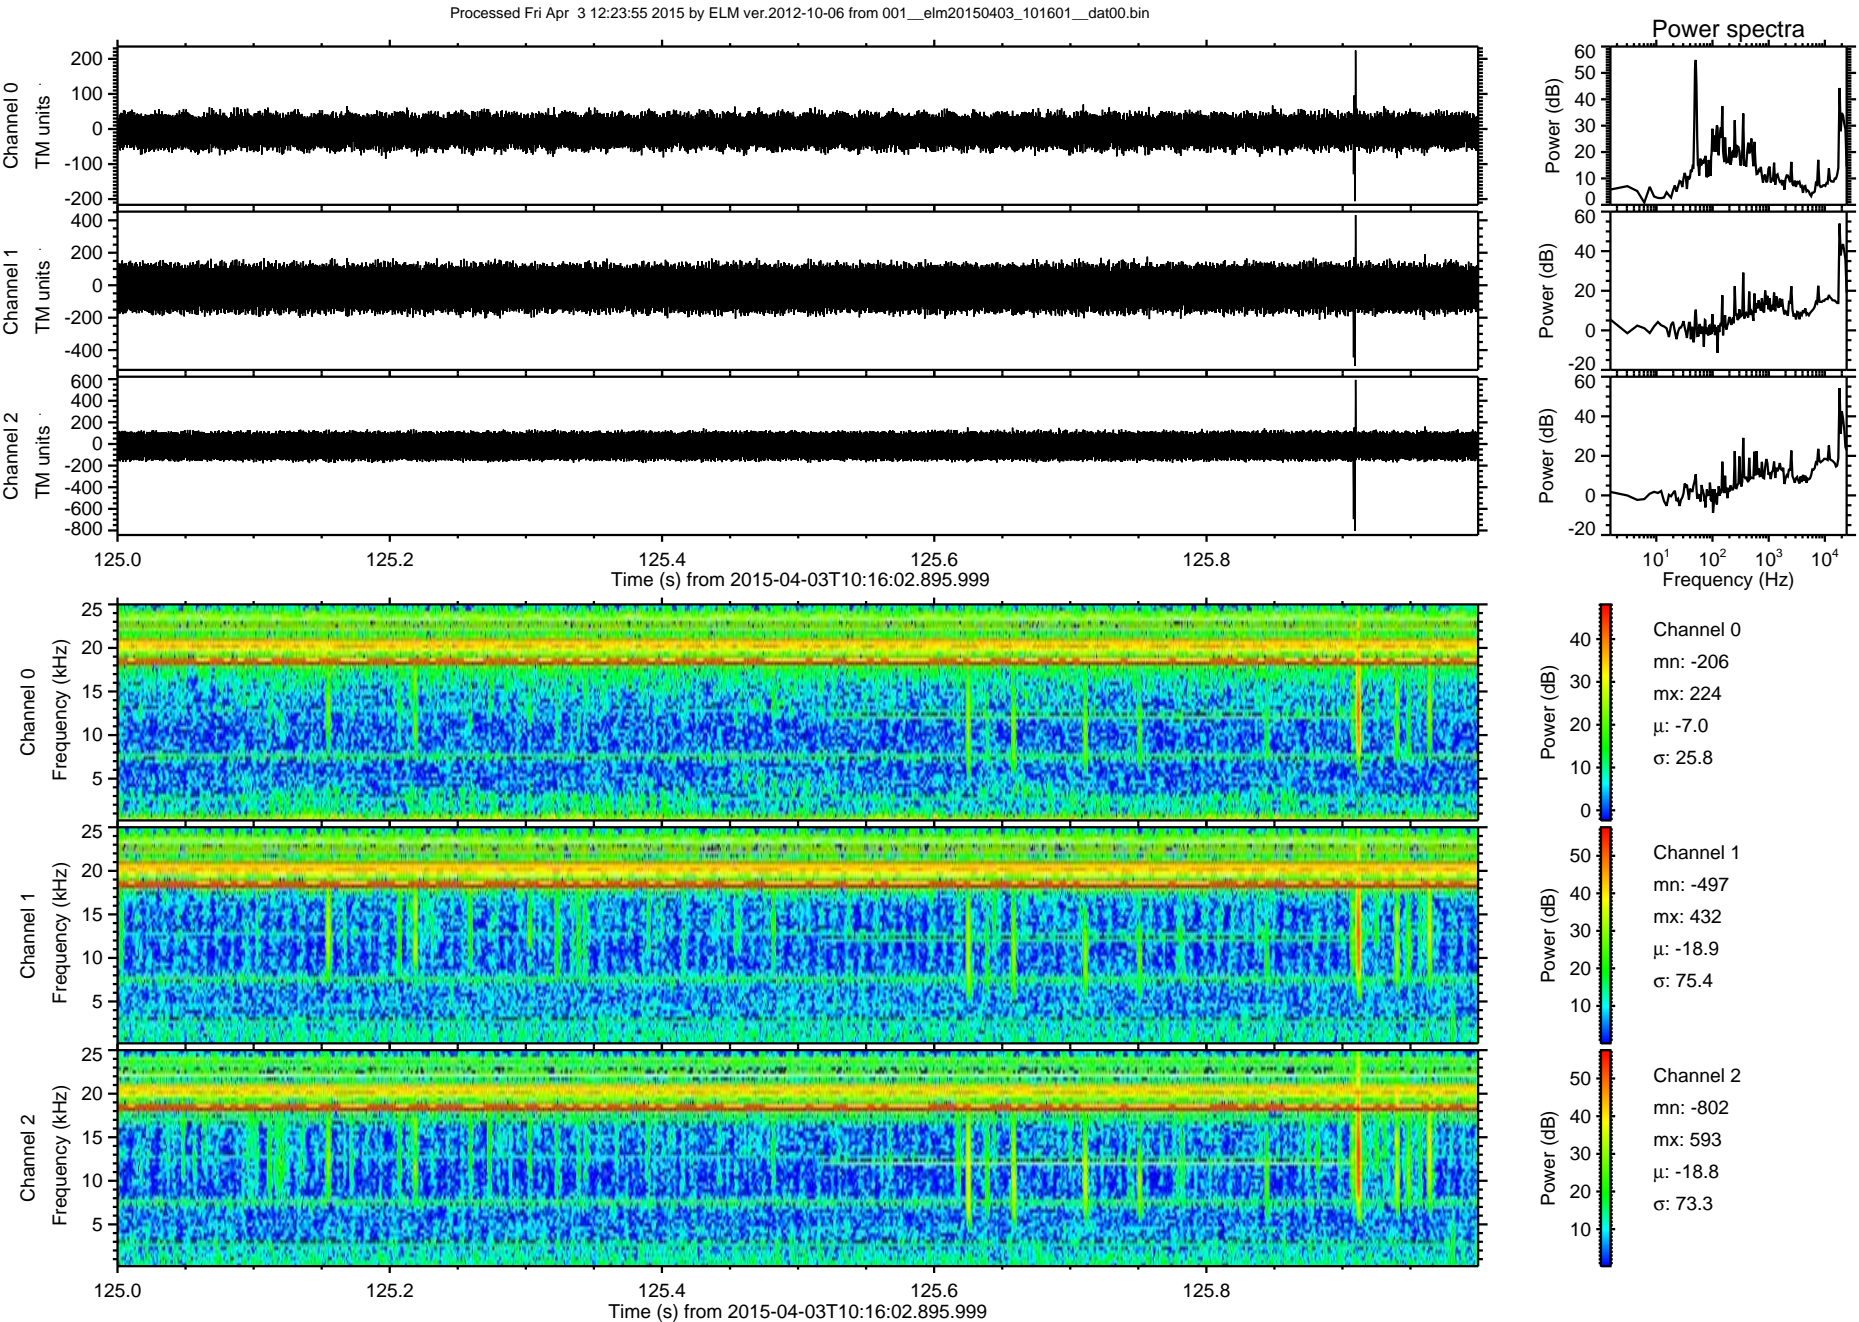 Processed Fri Apr  3 12:23:55 2015 by ELM ver.2012-10-06 from 001__elm20150403_101601__dat00.bin
Power spectra
Channel 0
TM units
200
100
0
-100
-200
Power (dB)
60
50
40
30
20
10
0
Channel 1
TM units
400
200
0
-200
-400
Power (dB)
60
40
20
0
-20
Channel 2
TM units
600
400
200
0
-200
-400
-600
-800
Power (dB)
60
40
20
0
-20
125.0 125.2 125.4 125.6 125.8
Time (s) from 2015-04-03T10:16:02.895.999
10¹ 10² 10³ 10⁴
Frequency (Hz)
Channel 0
Frequency (kHz)
25
20
15
10
5
Power (dB)
40
30
20
10
0
Channel 0
mn: -206
mx: 224
µ: -7.0
σ: 25.8
Channel 1
Frequency (kHz)
25
20
15
10
5
Power (dB)
50
40
30
20
10
Channel 1
mn: -497
mx: 432
µ: -18.9
σ: 75.4
Channel 2
Frequency (kHz)
25
20
15
10
5
Power (dB)
50
40
30
20
10
Channel 2
mn: -802
mx: 593
µ: -18.8
σ: 73.3
125.0 125.2 125.4 125.6 125.8
Time (s) from 2015-04-03T10:16:02.895.999